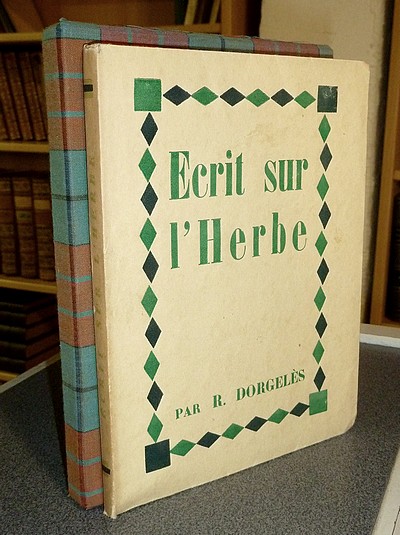 Ecrit sur
l'Herbe
PAR R. DORGELÈS